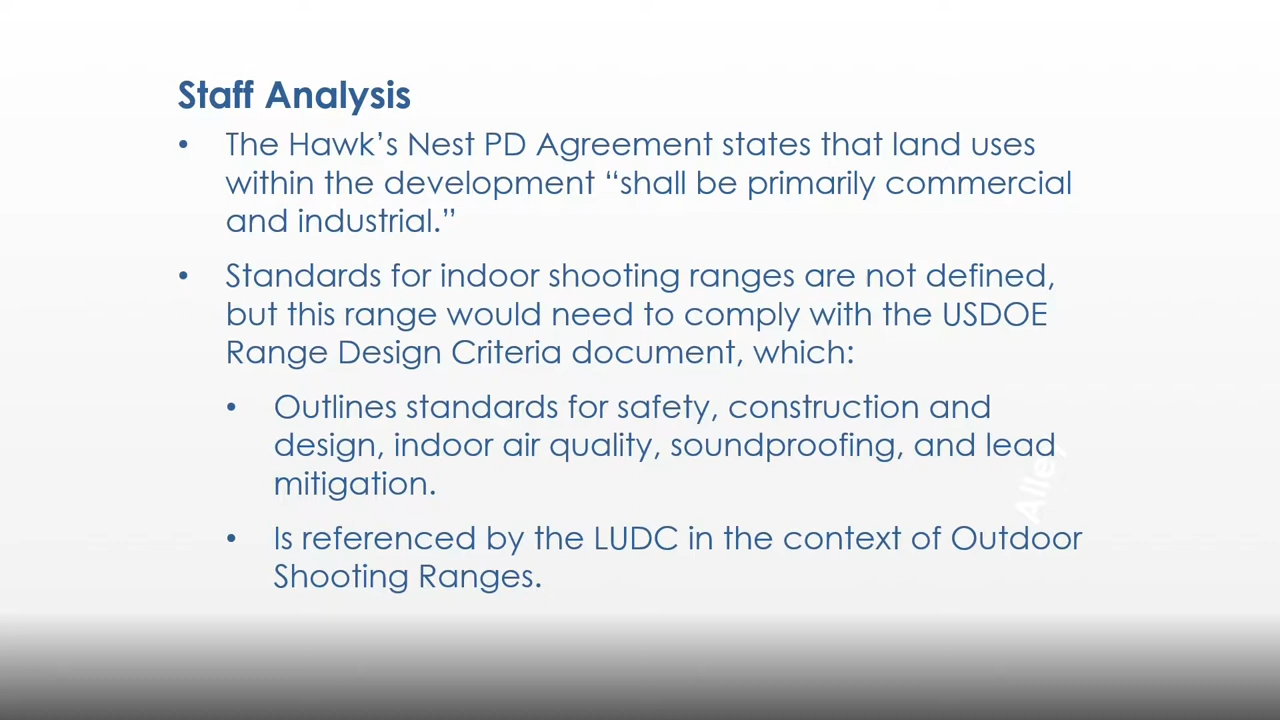 Staff Analysis
• The Hawk’s Nest PD Agreement states that land uses
within the development “shall be primarily commercial
and industrial.”
• Standards for indoor shooting ranges are not defined,
but this range would need to comply with the USDOE
Range Design Criteria document, which:
• Outlines standards for safety, construction and
design, indoor air quality, soundproofing, and lead
mitigation.
• Is referenced by the LUDC in the context of Outdoor
Shooting Ranges.